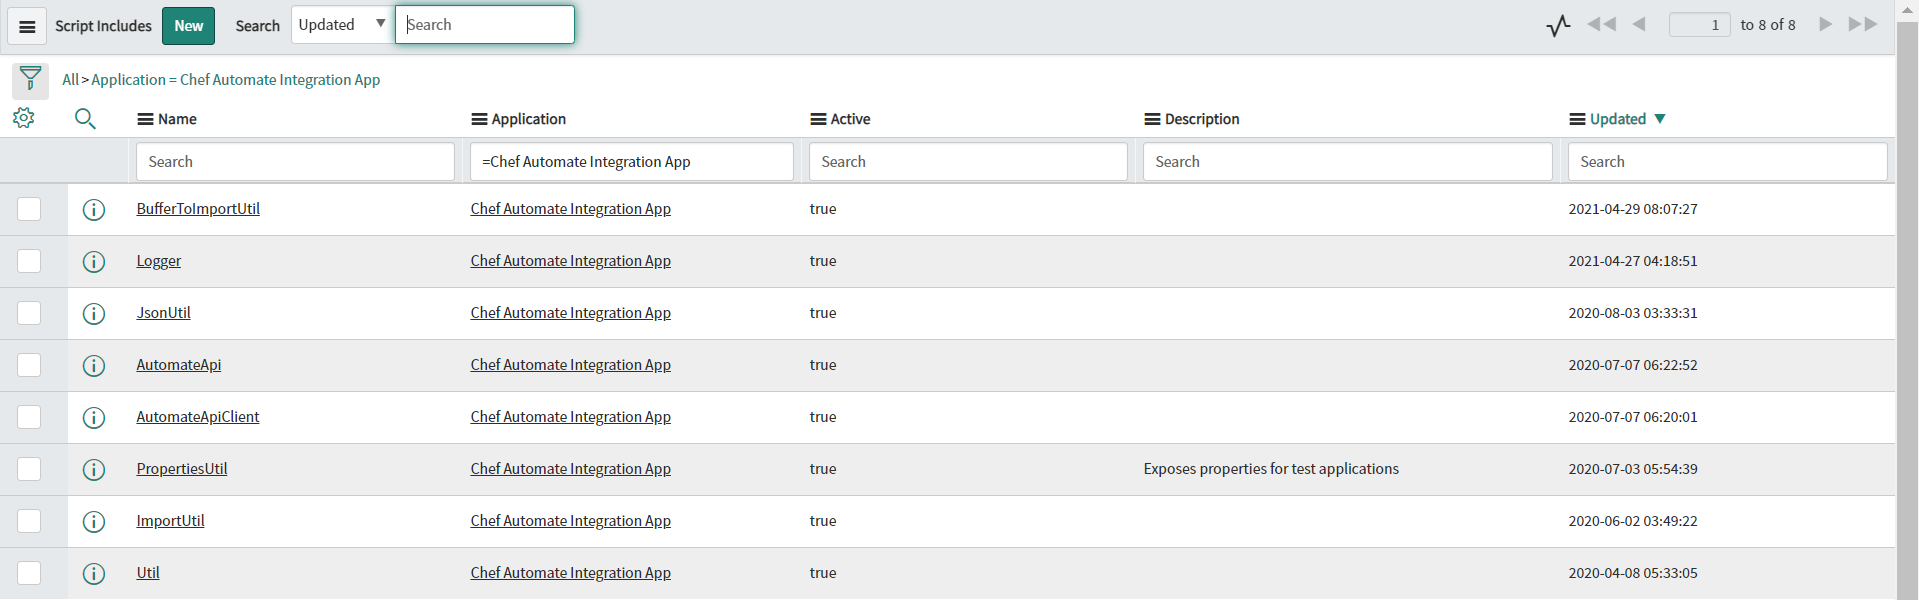 Script Includes New Search Updated Search 1 to 8 of 8
All > Application = Chef Automate Integration App
Name Application Active Description Updated
Search =Chef Automate Integration App Search Search Search
BufferToImportUtil Chef Automate Integration App true 2021-04-29 08:07:27
Logger Chef Automate Integration App true 2021-04-27 04:18:51
JsonUtil Chef Automate Integration App true 2020-08-03 03:33:31
AutomateApi Chef Automate Integration App true 2020-07-07 06:22:52
AutomateApiClient Chef Automate Integration App true 2020-07-07 06:20:01
PropertiesUtil Chef Automate Integration App true Exposes properties for test applications 2020-07-03 05:54:39
ImportUtil Chef Automate Integration App true 2020-06-02 03:49:22
Util Chef Automate Integration App true 2020-04-08 05:33:05